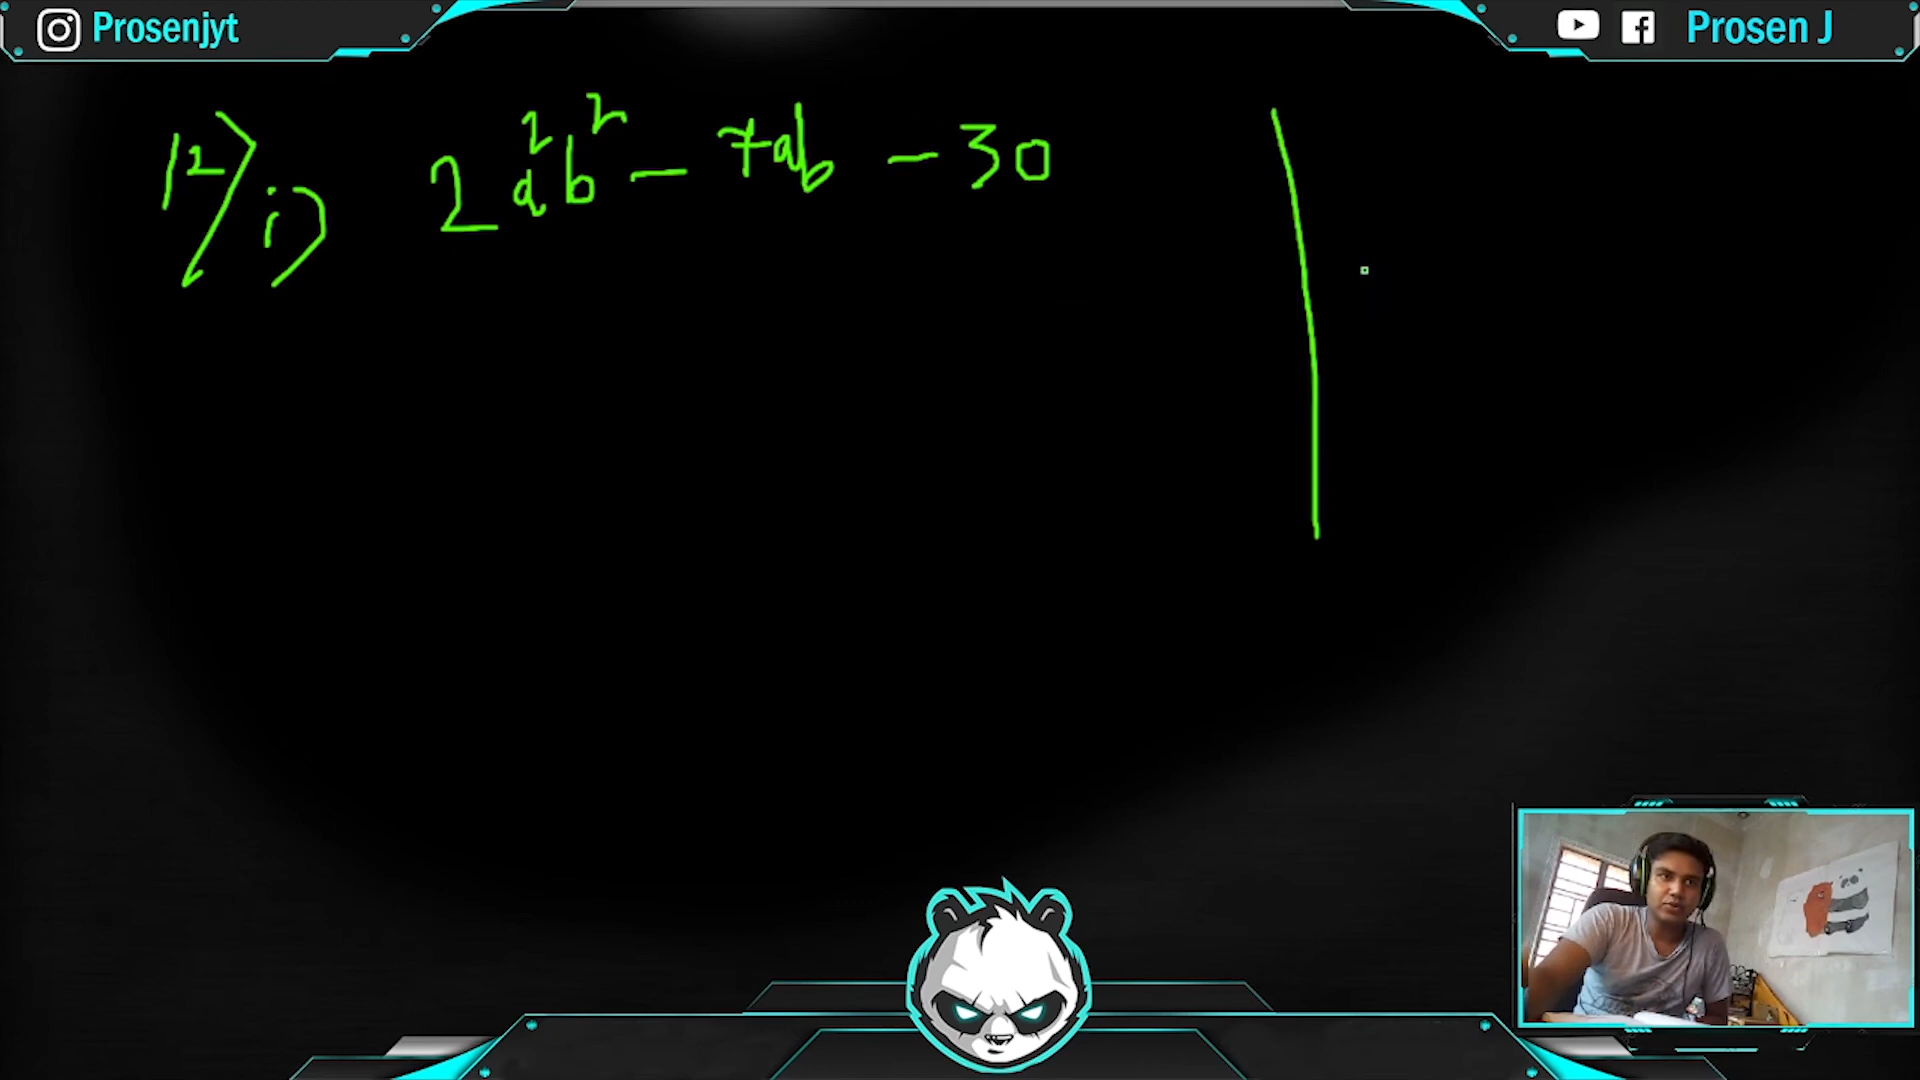 Prosenjyt
Prosen J
12/ i) 2a²b² - 7ab - 30